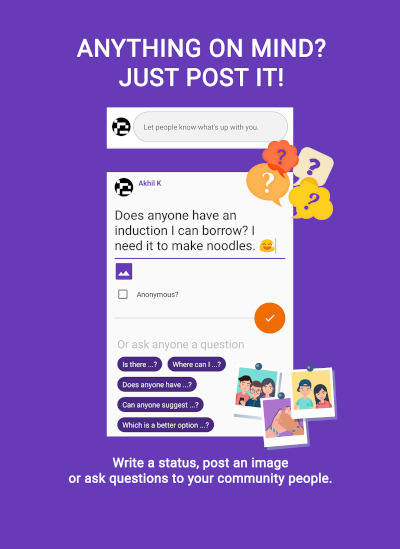 ANYTHING ON MIND?
JUST POST IT!
Let people know what's up with you.
Akhil K
Does anyone have an
induction I can borrow? I
need it to make noodles. 🤗
Anonymous?
Or ask anyone a question
Is there ...?
Where can I ...?
Does anyone have ...?
Can anyone suggest ...?
Which is a better option ...?
Write a status, post an image
or ask questions to your community people.